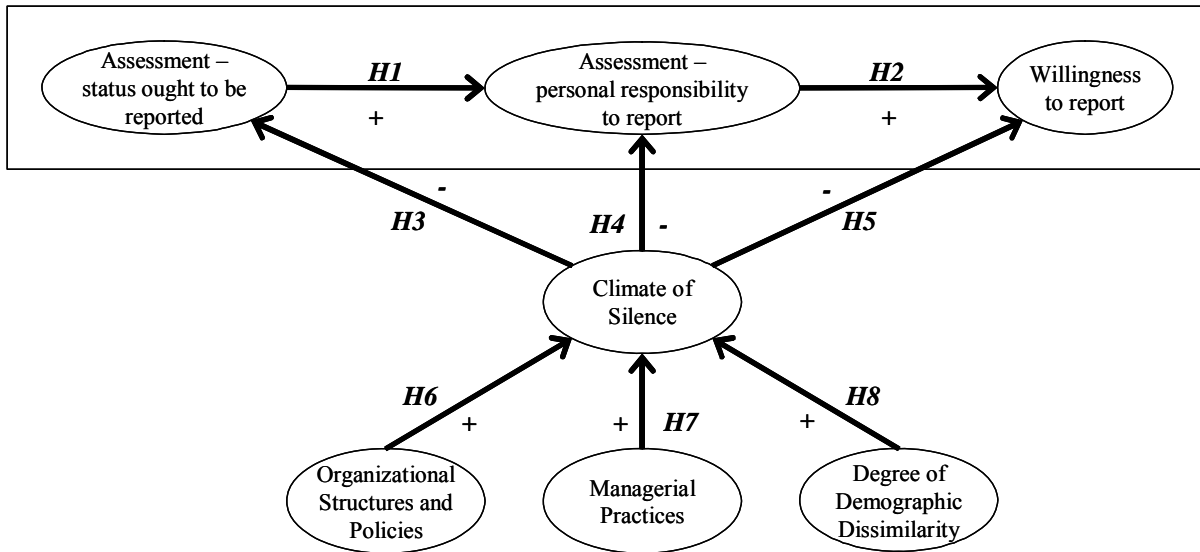 Assessment –
status ought to be
reported
H1
+
Assessment –
personal responsibility
to report
H2
+
Willingness
to report
-
H3
H4
-
-
H5
Climate of
Silence
H6
+
+
H7
H8
+
Organizational
Structures and
Policies
Managerial
Practices
Degree of
Demographic
Dissimilarity